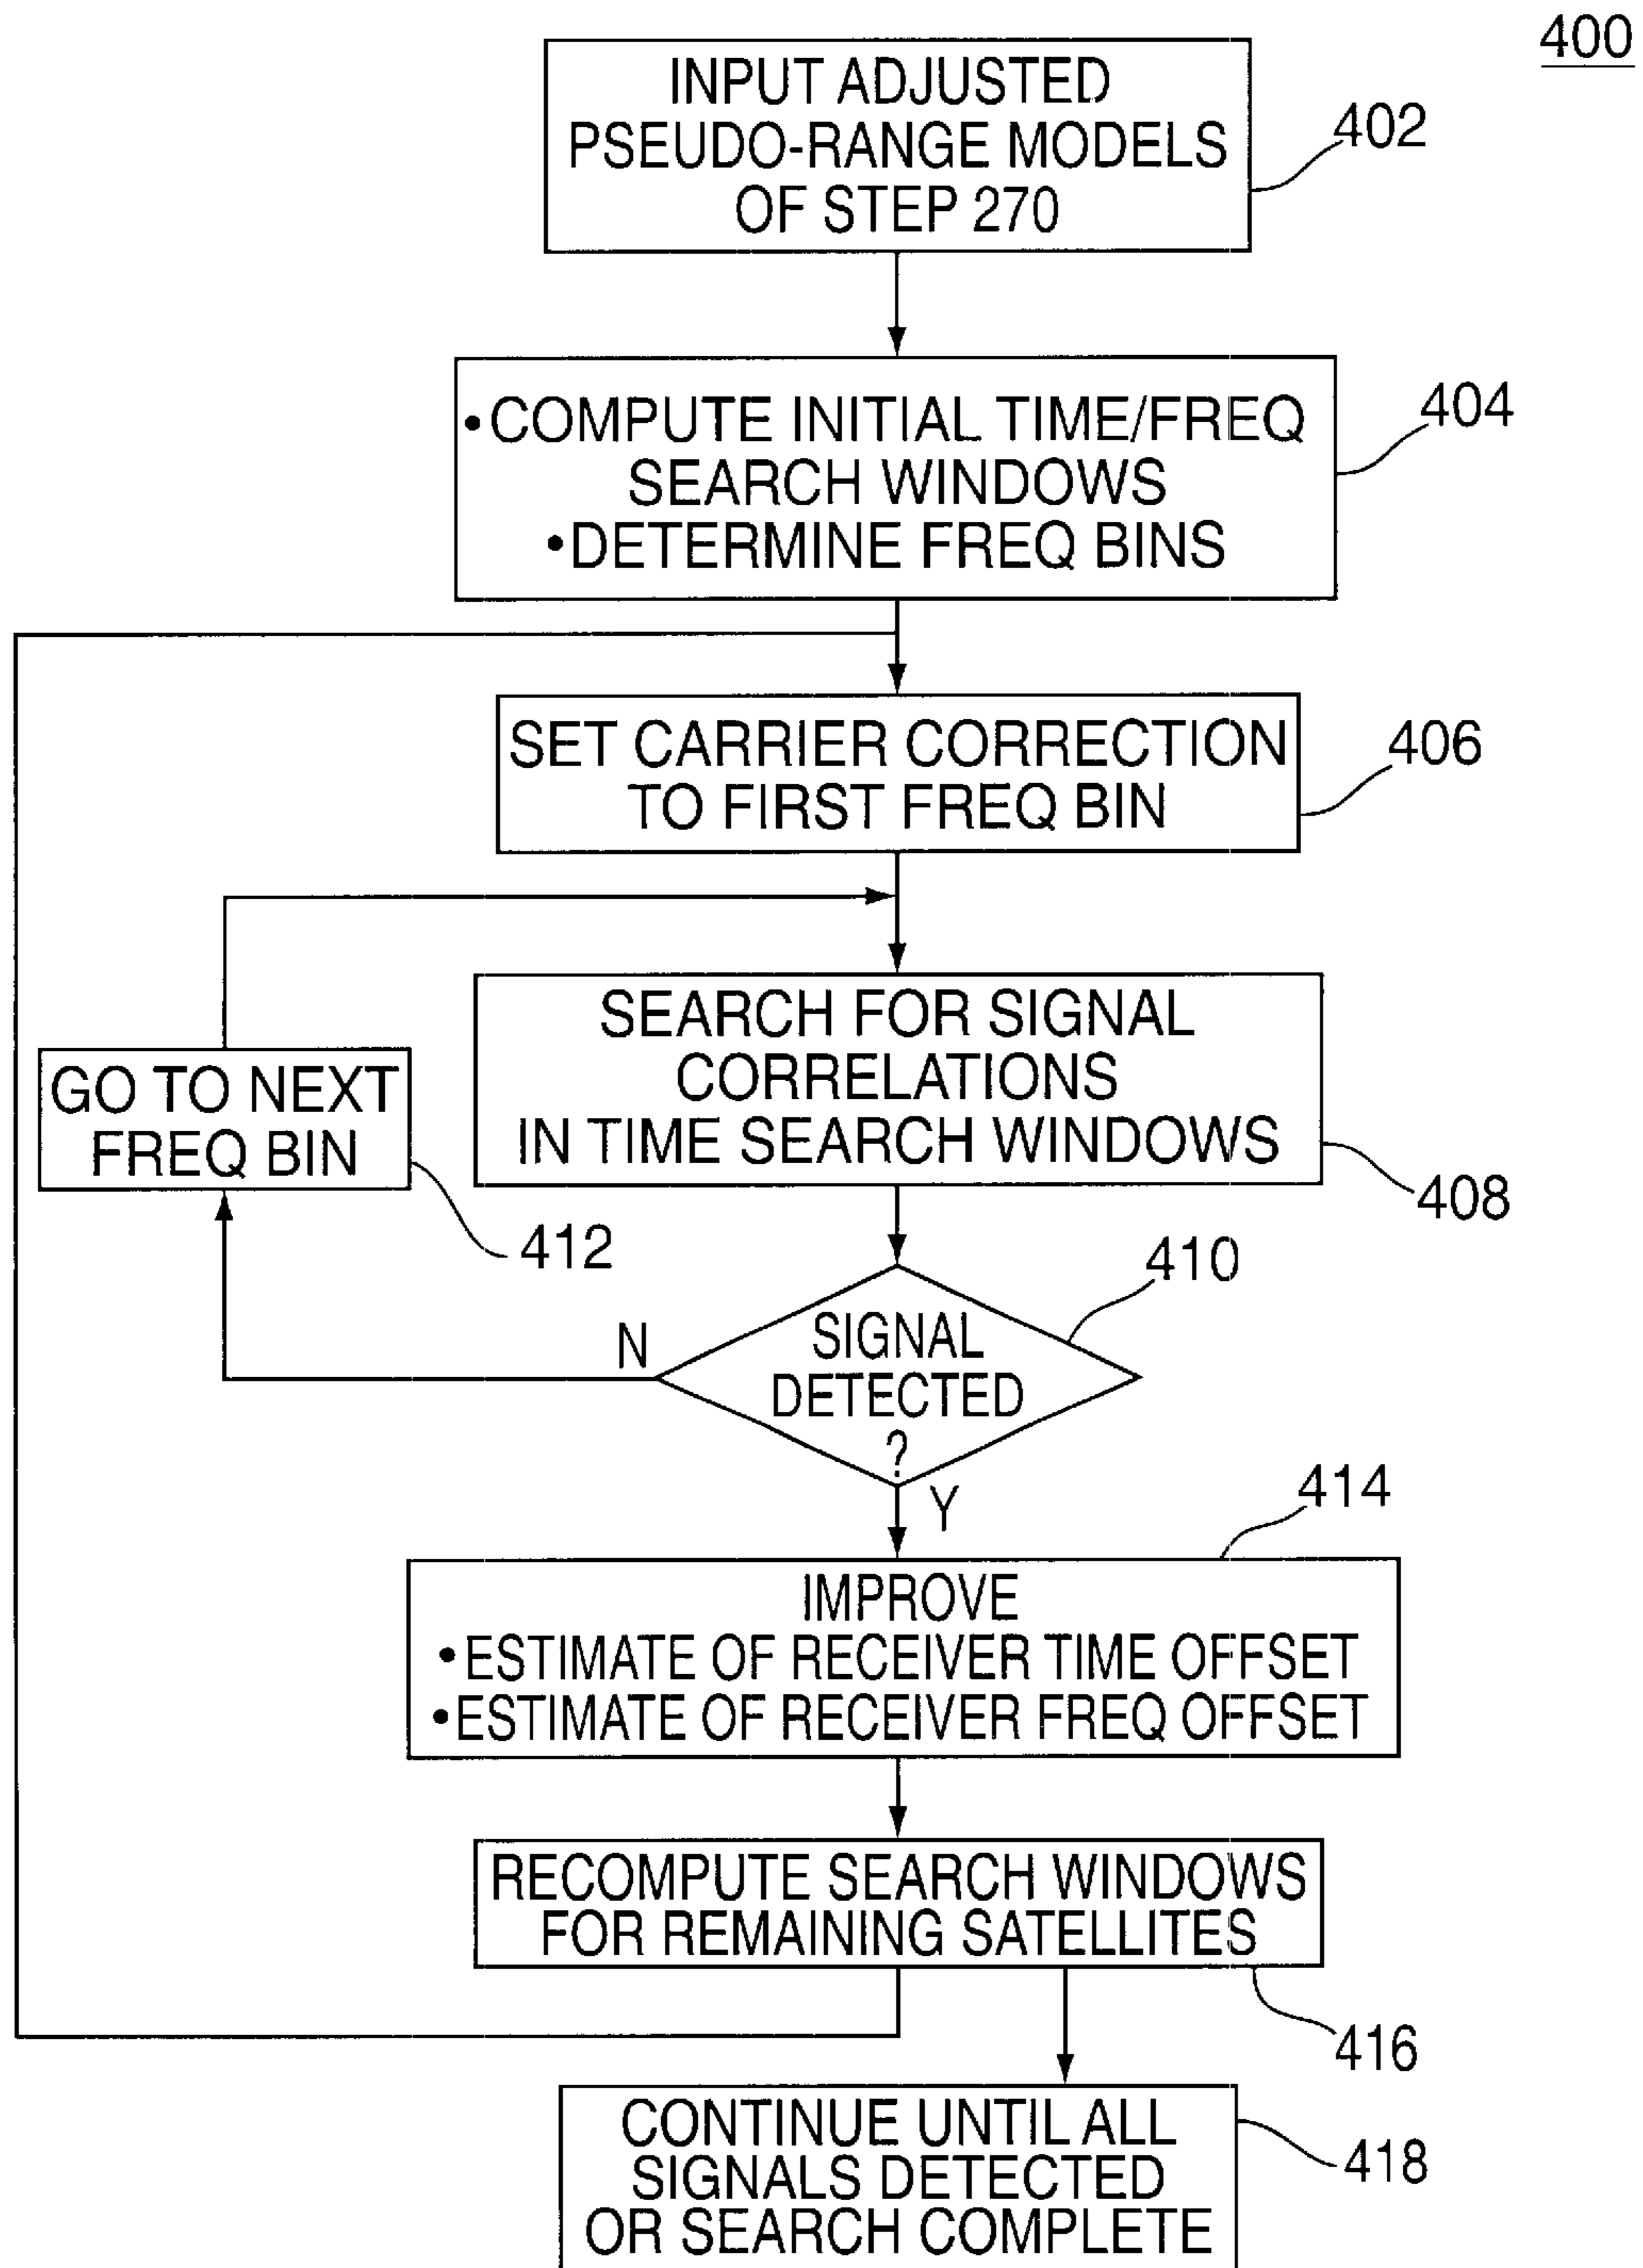 400
INPUT ADJUSTED
PSEUDO-RANGE MODELS
OF STEP 270
402
•COMPUTE INITIAL TIME/FREQ
SEARCH WINDOWS
•DETERMINE FREQ BINS
404
SET CARRIER CORRECTION
TO FIRST FREQ BIN
406
SEARCH FOR SIGNAL
CORRELATIONS
IN TIME SEARCH WINDOWS
408
GO TO NEXT
FREQ BIN
412
410
SIGNAL
DETECTED
?
N
Y
414
IMPROVE
•ESTIMATE OF RECEIVER TIME OFFSET
•ESTIMATE OF RECEIVER FREQ OFFSET
RECOMPUTE SEARCH WINDOWS
FOR REMAINING SATELLITES
416
CONTINUE UNTIL ALL
SIGNALS DETECTED
OR SEARCH COMPLETE
418